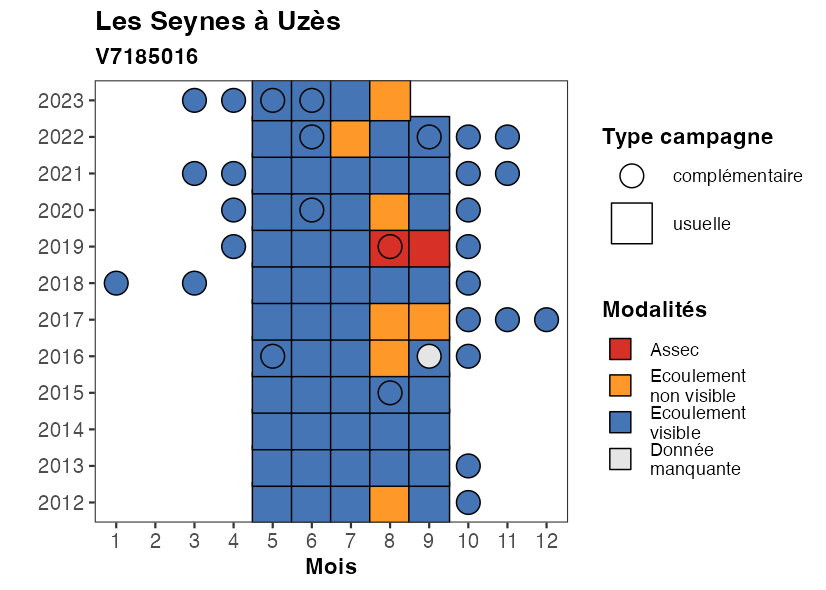 Les Seynes à Uzès
V7185016
2023
2022
2021
2020
2019
2018
2017
2016
2015
2014
2013
2012
1 2 3 4 5 6 7 8 9 10 11 12
Mois
Type campagne
complémentaire
usuelle
Modalités
Assec
Ecoulement
non visible
Ecoulement
visible
Donnée
manquante